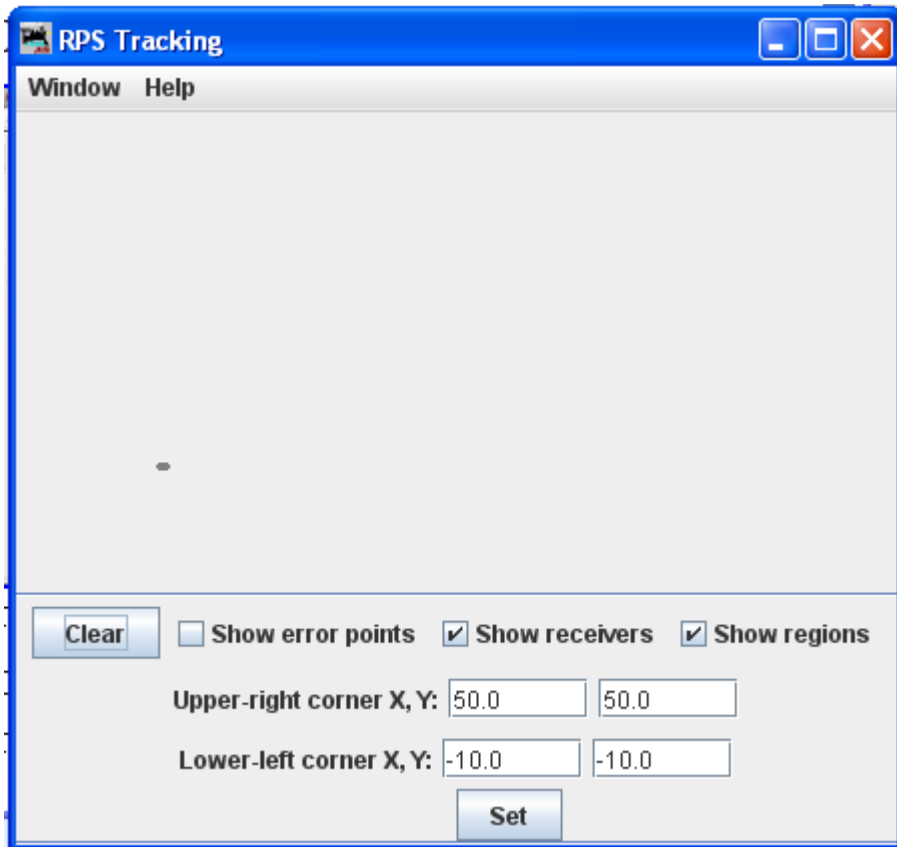 RPS Tracking
Window Help
Clear Show error points Show receivers Show regions
Upper-right corner X, Y: 50.0 50.0
Lower-left corner X, Y: -10.0 -10.0
Set